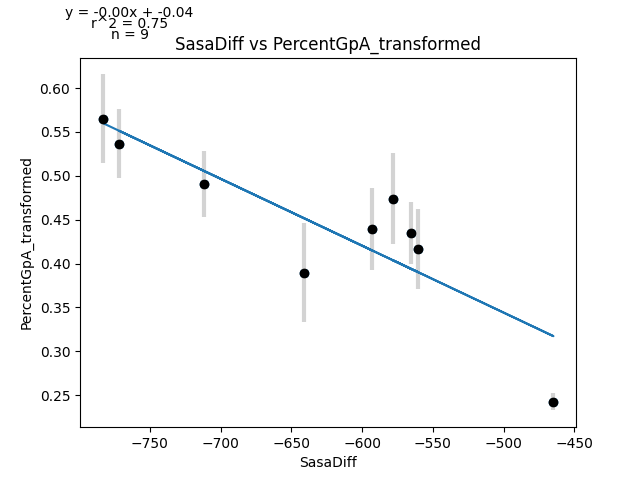 y = -0.00x + -0.04
r^2 = 0.75
n = 9
SasaDiff vs PercentGpA_transformed
0.60
0.55
0.50
0.45
0.40
0.35
0.30
0.25
PercentGpA_transformed
−750
−700
−650
−600
−550
−500
−450
SasaDiff